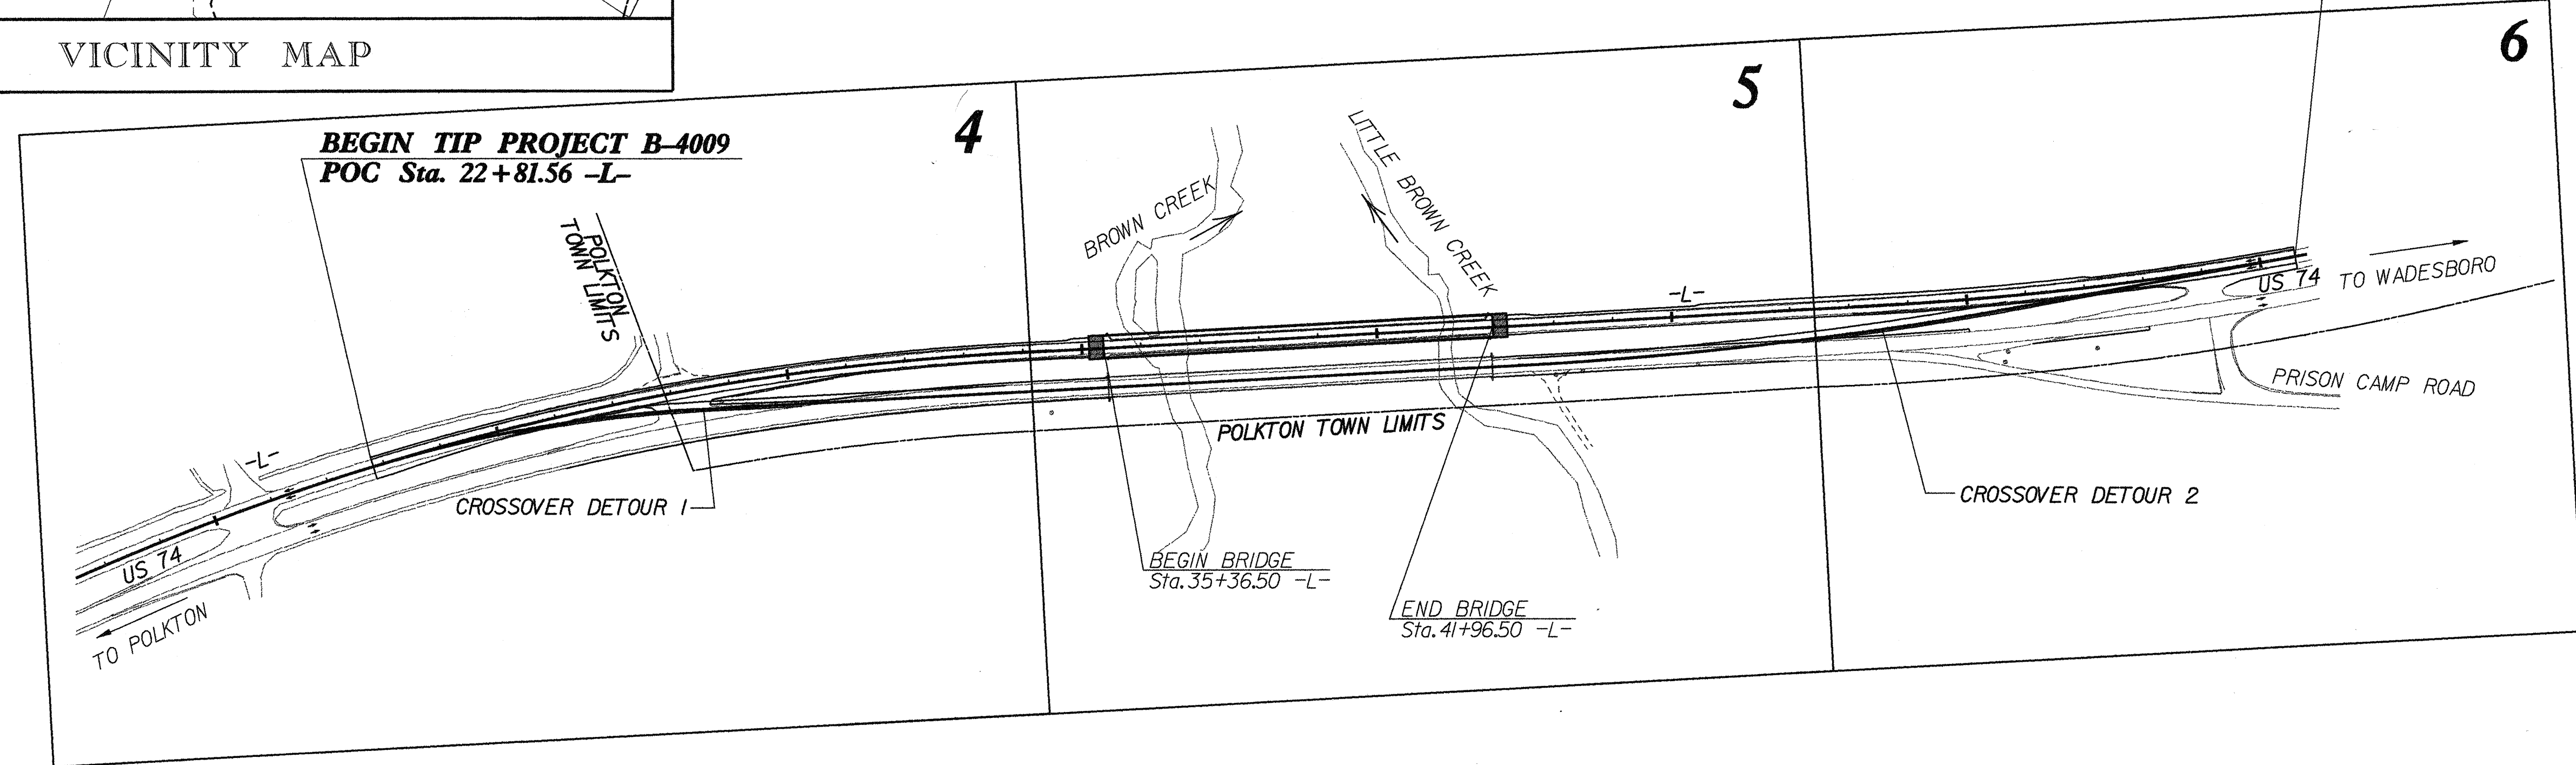 VICINITY MAP
4
5
6
BEGIN TIP PROJECT B-4009
POC Sta. 22+81.56 -L-
POLKTON
TOWN LIMITS
BROWN CREEK
LITTLE BROWN CREEK
-L-
US 74
TO WADESBORO
PRISON CAMP ROAD
POLKTON TOWN LIMITS
-L-
CROSSOVER DETOUR 1
CROSSOVER DETOUR 2
US 74
TO POLKTON
BEGIN BRIDGE
Sta. 35+36.50 -L-
END BRIDGE
Sta. 41+96.50 -L-